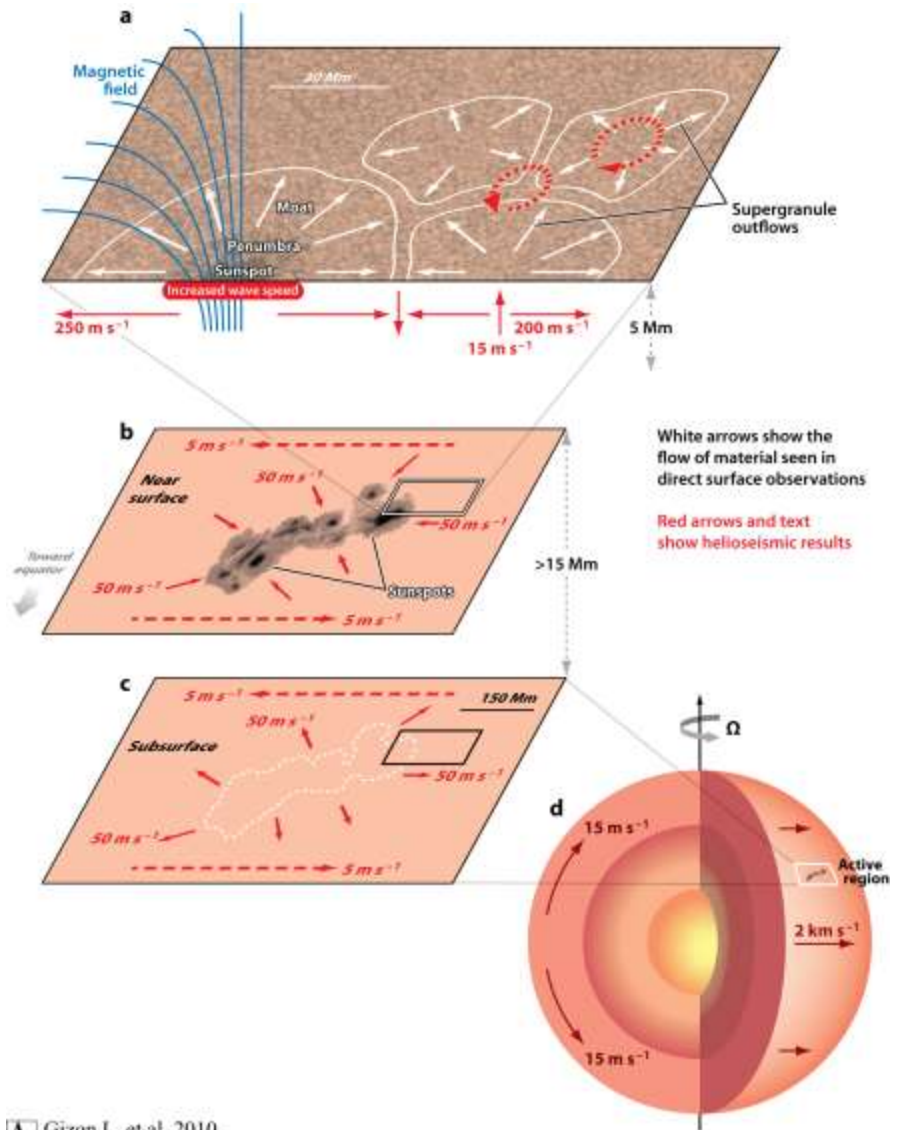 a
Magnetic
field
30 Mm
Moat
Penumbra
Sunspot
Increased wave speed
Supergranule
outflows
250 m s⁻¹
200 m s⁻¹
15 m s⁻¹
5 Mm
b
5 m s⁻¹
Near
surface
50 m s⁻¹
50 m s⁻¹
Toward
equator
50 m s⁻¹
Sunspots
5 m s⁻¹
>15 Mm
White arrows show the
flow of material seen in
direct surface observations
Red arrows and text
show helioseismic results
c
5 m s⁻¹
150 Mm
50 m s⁻¹
Subsurface
50 m s⁻¹
50 m s⁻¹
5 m s⁻¹
Ω
d
15 m s⁻¹
Active
region
2 km s⁻¹
15 m s⁻¹
Gizon L, et al. 2010